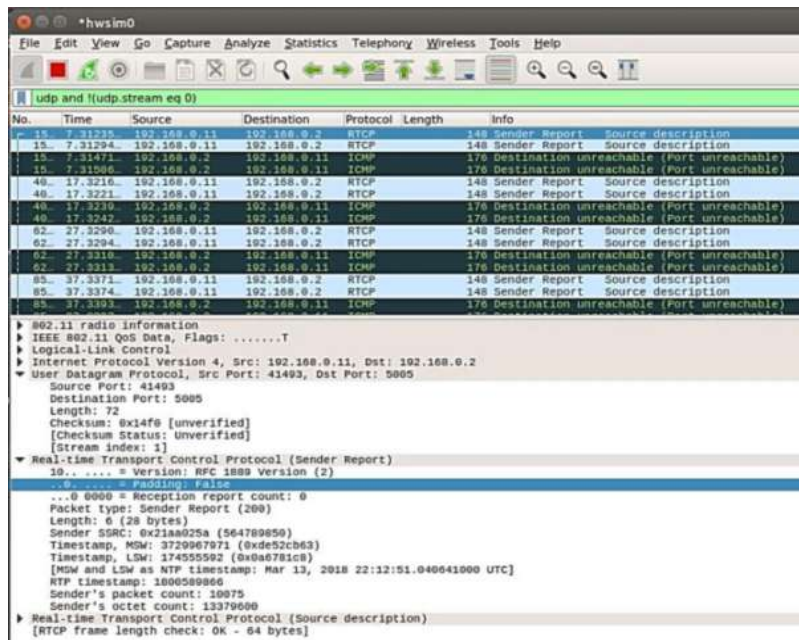 *hwsim0
File Edit View Go Capture Analyze Statistics Telephony Wireless Tools Help
udp and !(udp.stream eq 0)
No. Time Source Destination Protocol Length Info
15… 7.31235… 192.168.0.11 192.168.0.2 RTCP 148 Sender Report Source description
15… 7.31294… 192.168.0.11 192.168.0.2 RTCP 148 Sender Report Source description
15… 7.31471… 192.168.0.2 192.168.0.11 ICMP 176 Destination unreachable (Port unreachable)
15… 7.31506… 192.168.0.2 192.168.0.11 ICMP 176 Destination unreachable (Port unreachable)
40… 17.3216… 192.168.0.11 192.168.0.2 RTCP 148 Sender Report Source description
40… 17.3221… 192.168.0.11 192.168.0.2 RTCP 148 Sender Report Source description
40… 17.3239… 192.168.0.2 192.168.0.11 ICMP 176 Destination unreachable (Port unreachable)
40… 17.3242… 192.168.0.2 192.168.0.11 ICMP 176 Destination unreachable (Port unreachable)
62… 27.3290… 192.168.0.11 192.168.0.2 RTCP 148 Sender Report Source description
62… 27.3294… 192.168.0.11 192.168.0.2 RTCP 148 Sender Report Source description
62… 27.3310… 192.168.0.2 192.168.0.11 ICMP 176 Destination unreachable (Port unreachable)
62… 27.3313… 192.168.0.2 192.168.0.11 ICMP 176 Destination unreachable (Port unreachable)
85… 37.3371… 192.168.0.11 192.168.0.2 RTCP 148 Sender Report Source description
85… 37.3374… 192.168.0.11 192.168.0.2 RTCP 148 Sender Report Source description
85… 37.3393… 192.168.0.2 192.168.0.11 ICMP 176 Destination unreachable (Port unreachable)
802.11 radio information
IEEE 802.11 QoS Data, Flags: .......T
Logical-Link Control
Internet Protocol Version 4, Src: 192.168.0.11, Dst: 192.168.0.2
User Datagram Protocol, Src Port: 41493, Dst Port: 5005
Source Port: 41493
Destination Port: 5005
Length: 72
Checksum: 0x14f0 [unverified]
[Checksum Status: Unverified]
[Stream index: 1]
Real-time Transport Control Protocol (Sender Report)
10.. .... = Version: RFC 1889 Version (2)
..0. .... = Padding: False
...0 0000 = Reception report count: 0
Packet type: Sender Report (200)
Length: 6 (28 bytes)
Sender SSRC: 0x21aa025a (564789850)
Timestamp, MSW: 3729967971 (0xde52cb63)
Timestamp, LSW: 174555592 (0x0a6781c8)
[MSW and LSW as NTP timestamp: Mar 13, 2018 22:12:51.040641000 UTC]
RTP timestamp: 1800589866
Sender's packet count: 10075
Sender's octet count: 13379600
Real-time Transport Control Protocol (Source description)
[RTCP frame length check: OK - 64 bytes]